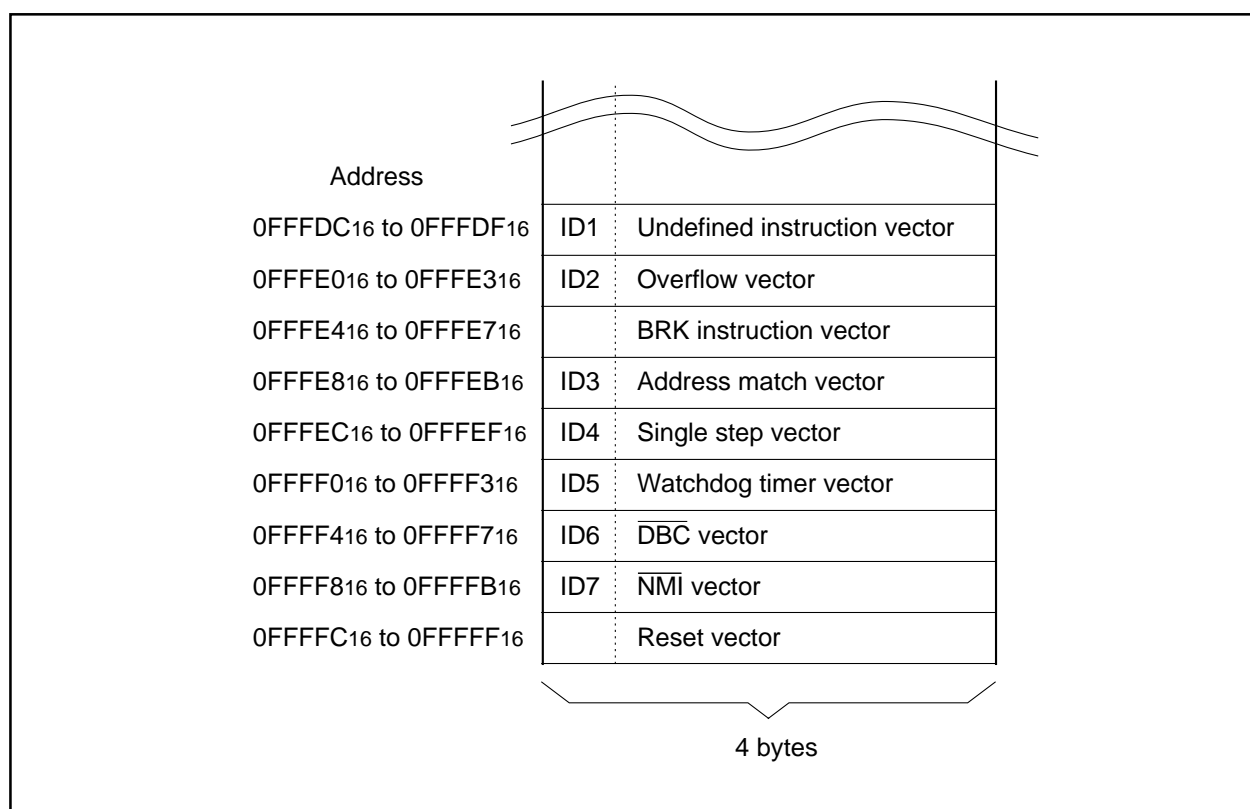 Address
0FFFDC16 to 0FFFDF16 ID1 Undefined instruction vector
0FFFE016 to 0FFFE316 ID2 Overflow vector
0FFFE416 to 0FFFE716 BRK instruction vector
0FFFE816 to 0FFFEB16 ID3 Address match vector
0FFFEC16 to 0FFFEF16 ID4 Single step vector
0FFFF016 to 0FFFF316 ID5 Watchdog timer vector
0FFFF416 to 0FFFF716 ID6 D̅B̅C̅ vector
0FFFF816 to 0FFFFB16 ID7 N̅M̅I̅ vector
0FFFFC16 to 0FFFFF16 Reset vector
4 bytes